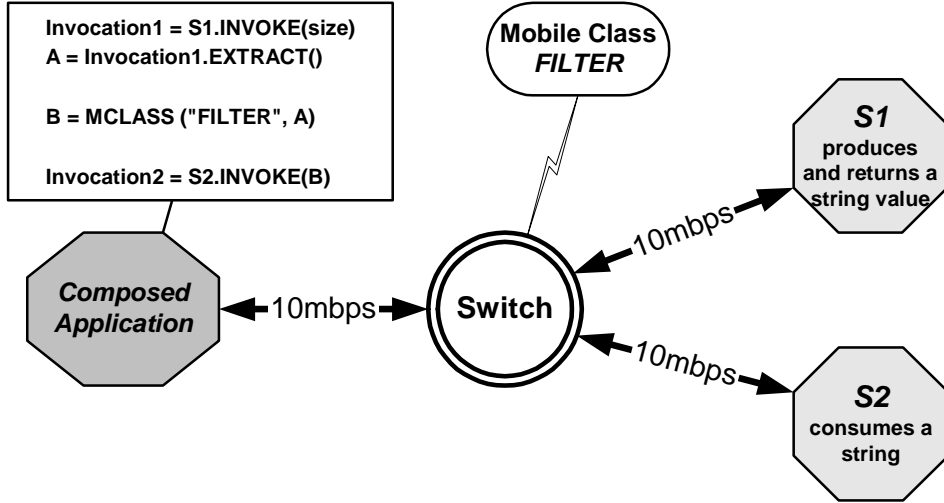 Invocation1 = S1.INVOKE(size)
A = Invocation1.EXTRACT()
B = MCLASS ("FILTER", A)
Invocation2 = S2.INVOKE(B)
Mobile Class
FILTER
S1
produces
and returns a
string value
10mbps
Composed
Application
10mbps
Switch
10mbps
S2
consumes a
string